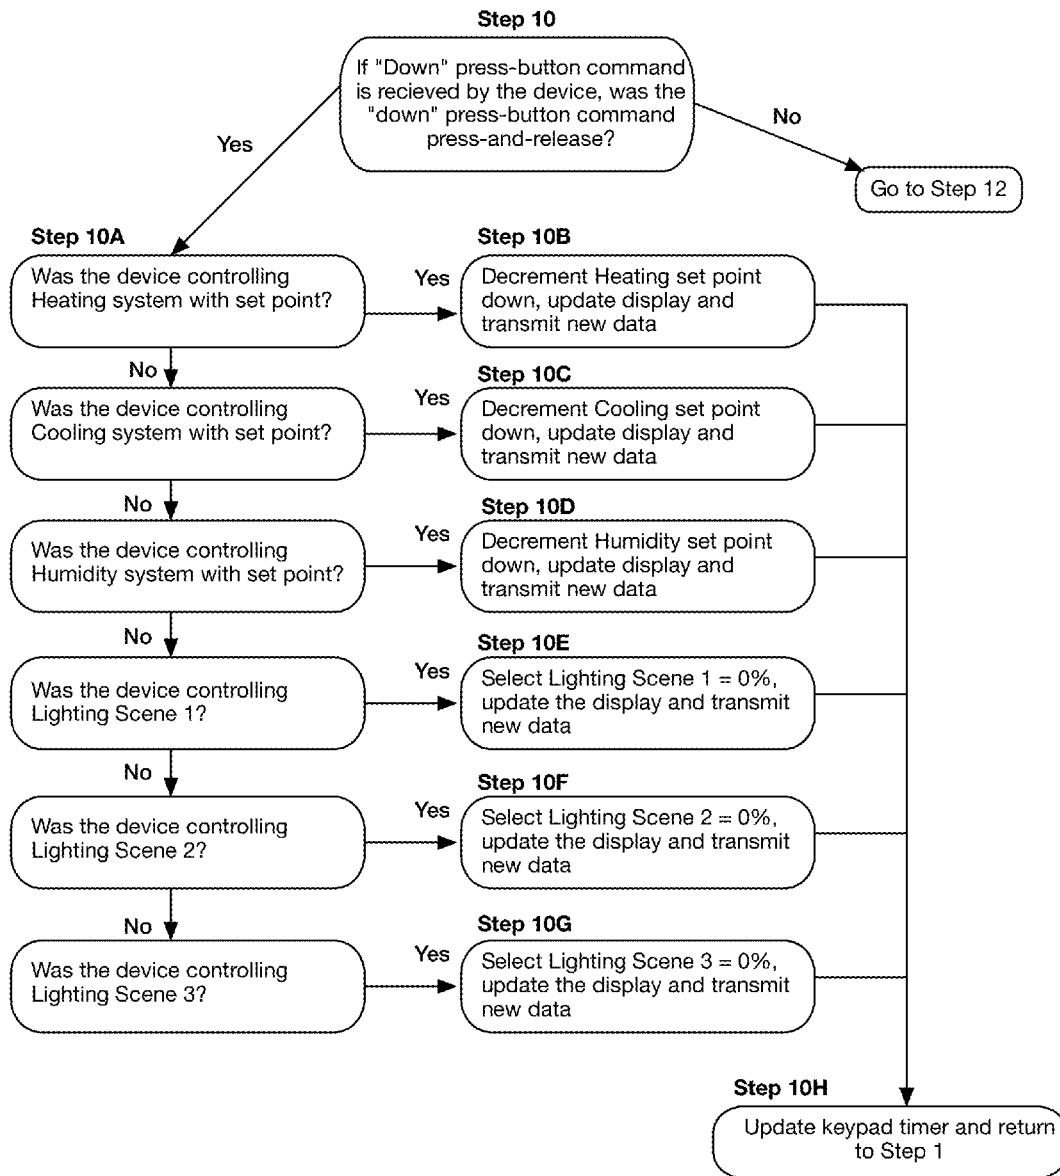 Step 10
If "Down" press-button command
is recieved by the device, was the
"down" press-button command
press-and-release?
Yes
No
Go to Step 12
Step 10A
Was the device controlling
Heating system with set point?
Yes
Step 10B
Decrement Heating set point
down, update display and
transmit new data
No
Was the device controlling
Cooling system with set point?
Yes
Step 10C
Decrement Cooling set point
down, update display and
transmit new data
No
Was the device controlling
Humidity system with set point?
Yes
Step 10D
Decrement Humidity set point
down, update display and
transmit new data
No
Was the device controlling
Lighting Scene 1?
Yes
Step 10E
Select Lighting Scene 1 = 0%,
update the display and transmit
new data
No
Was the device controlling
Lighting Scene 2?
Yes
Step 10F
Select Lighting Scene 2 = 0%,
update the display and transmit
new data
No
Was the device controlling
Lighting Scene 3?
Yes
Step 10G
Select Lighting Scene 3 = 0%,
update the display and transmit
new data
Step 10H
Update keypad timer and return
to Step 1